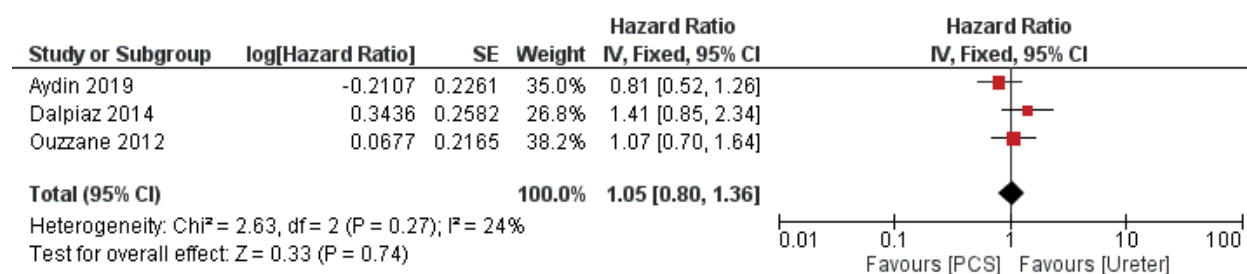 Hazard Ratio Hazard Ratio
Study or Subgroup log[Hazard Ratio] SE Weight IV, Fixed, 95% CI IV, Fixed, 95% CI
Aydin 2019 -0.2107 0.2261 35.0% 0.81 [0.52, 1.26]
Dalpiaz 2014 0.3436 0.2582 26.8% 1.41 [0.85, 2.34]
Ouzzane 2012 0.0677 0.2165 38.2% 1.07 [0.70, 1.64]
Total (95% CI) 100.0% 1.05 [0.80, 1.36]
Heterogeneity: Chi² = 2.63, df = 2 (P = 0.27); I² = 24%
Test for overall effect: Z = 0.33 (P = 0.74)
0.01 0.1 1 10 100
Favours [PCS] Favours [Ureter]